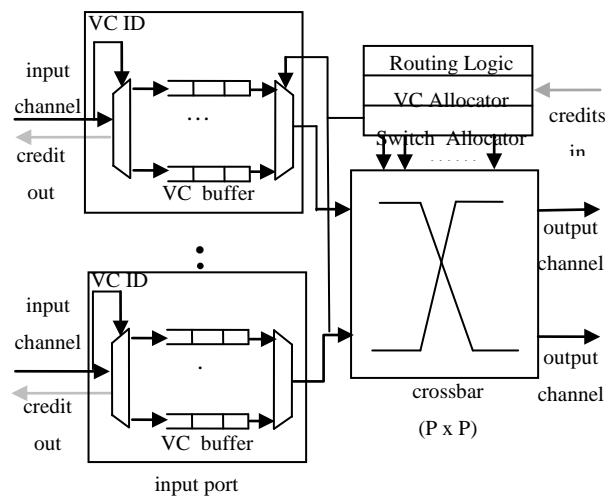 VC ID
input
channel
credit
out
VC buffer
Routing Logic
VC Allocator
Switch Allocator
credits
in
output
channel
output
channel
crossbar
(P x P)
VC ID
input
channel
credit
out
VC buffer
input port